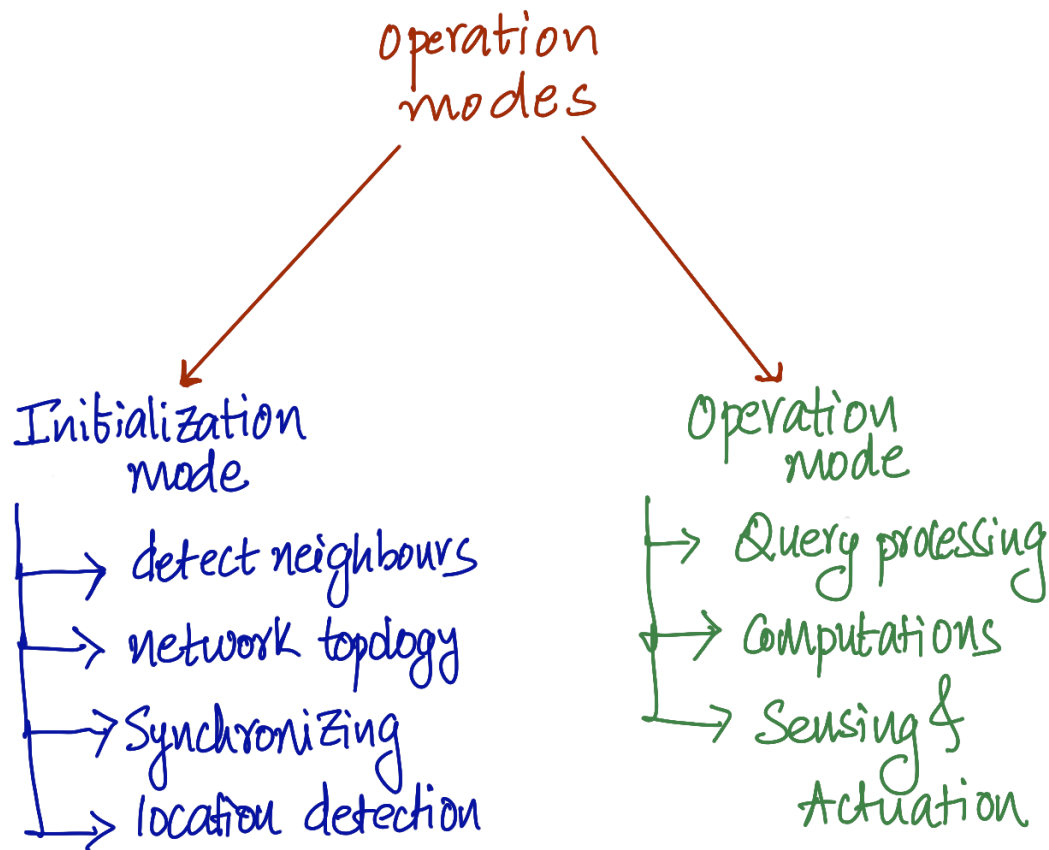 Operation
modes
Initialization
mode
detect neighbours
network topology
Synchronizing
location detection
Operation
mode
Query processing
Computations
Sensing &
Actuation